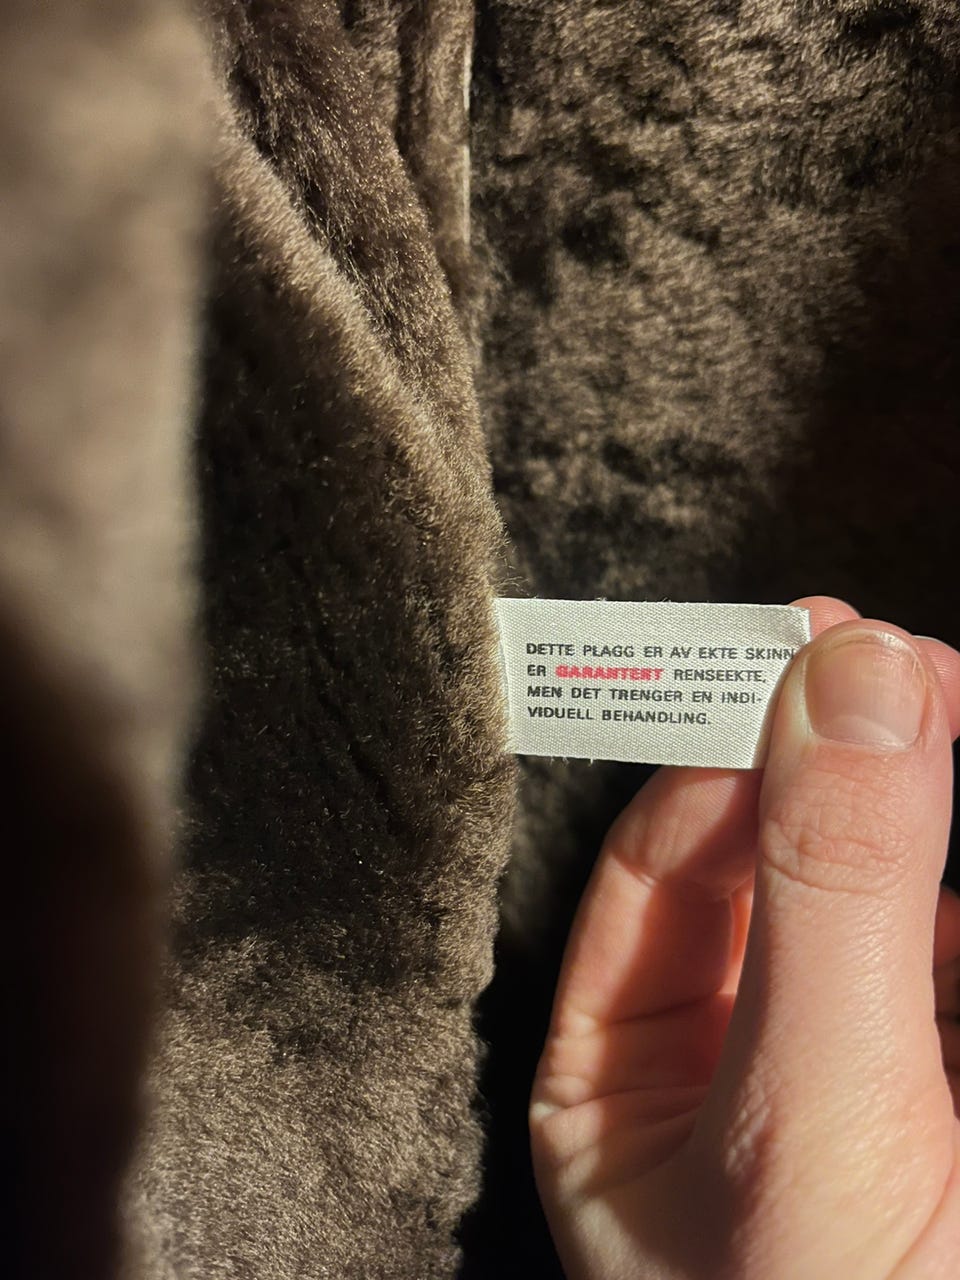 DETTE PLAGG ER AV EKTE SKINN
ER GARANTERT RENSEEKTE,
MEN DET TRENGER EN INDI-
VIDUELL BEHANDLING.